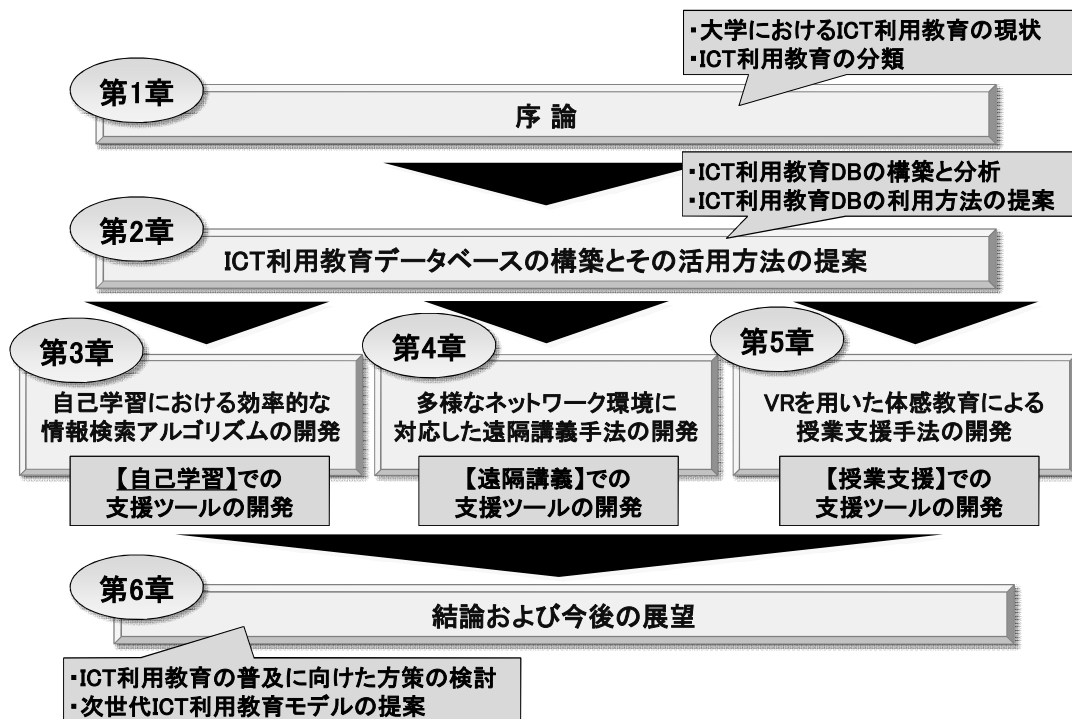 ・大学におけるICT利用教育の現状
・ICT利用教育の分類
第1章
序 論
・ICT利用教育DBの構築と分析
・ICT利用教育DBの利用方法の提案
第2章
ICT利用教育データベースの構築とその活用方法の提案
第3章
自己学習における効率的な
情報検索アルゴリズムの開発
【自己学習】での
支援ツールの開発
第4章
多様なネットワーク環境に
対応した遠隔講義手法の開発
【遠隔講義】での
支援ツールの開発
第5章
VRを用いた体感教育による
授業支援手法の開発
【授業支援】での
支援ツールの開発
第6章
結論および今後の展望
・ICT利用教育の普及に向けた方策の検討
・次世代ICT利用教育モデルの提案